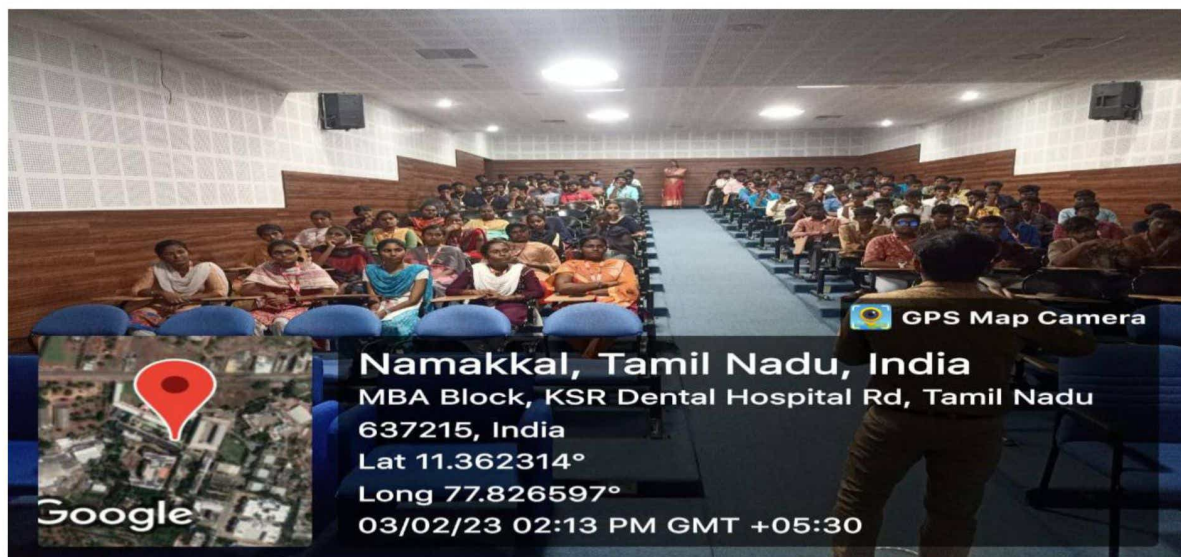 GPS Map Camera
Namakkal, Tamil Nadu, India
MBA Block, KSR Dental Hospital Rd, Tamil Nadu
637215, India
Lat 11.362314°
Long 77.826597°
03/02/23 02:13 PM GMT +05:30
Google